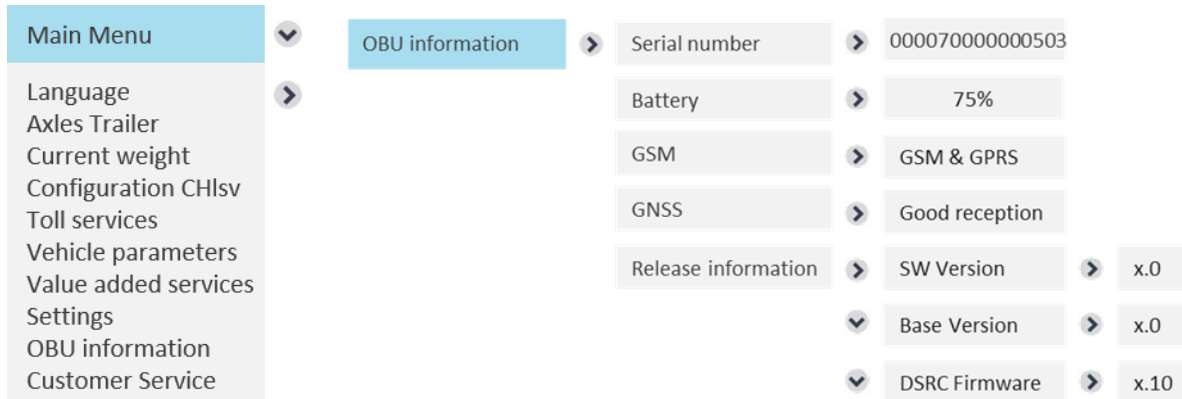 Main Menu
Language
Axles Trailer
Current weight
Configuration CHlsv
Toll services
Vehicle parameters
Value added services
Settings
OBU information
Customer Service
OBU information
Serial number
000070000000503
Battery
75%
GSM
GSM & GPRS
GNSS
Good reception
Release information
SW Version
x.0
Base Version
x.0
DSRC Firmware
x.10